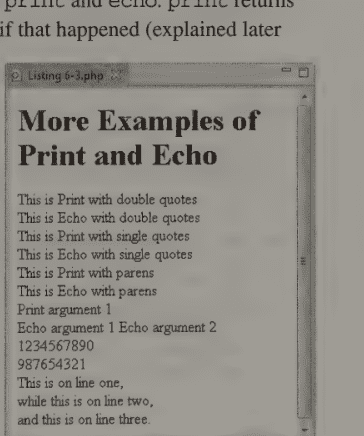 print and echo. print returns
if that happened (explained later
Listing 6-3.php
More Examples of
Print and Echo
This is Print with double quotes
This is Echo with double quotes
This is Print with single quotes
This is Echo with single quotes
This is Print with parens
This is Echo with parens
Print argument 1
Echo argument 1 Echo argument 2
1234567890
987654321
This is on line one,
while this is on line two,
and this is on line three.